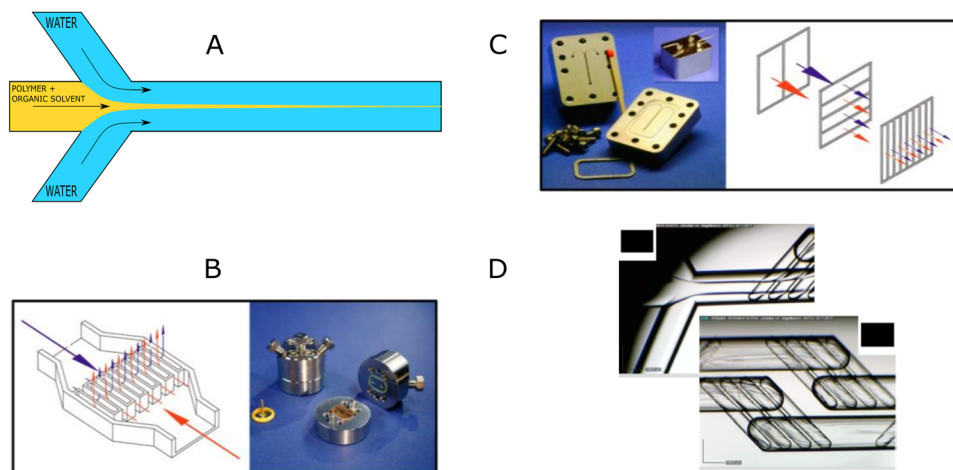 WATER
A
POLYMER +
ORGANIC SOLVENT
WATER
C
B
D